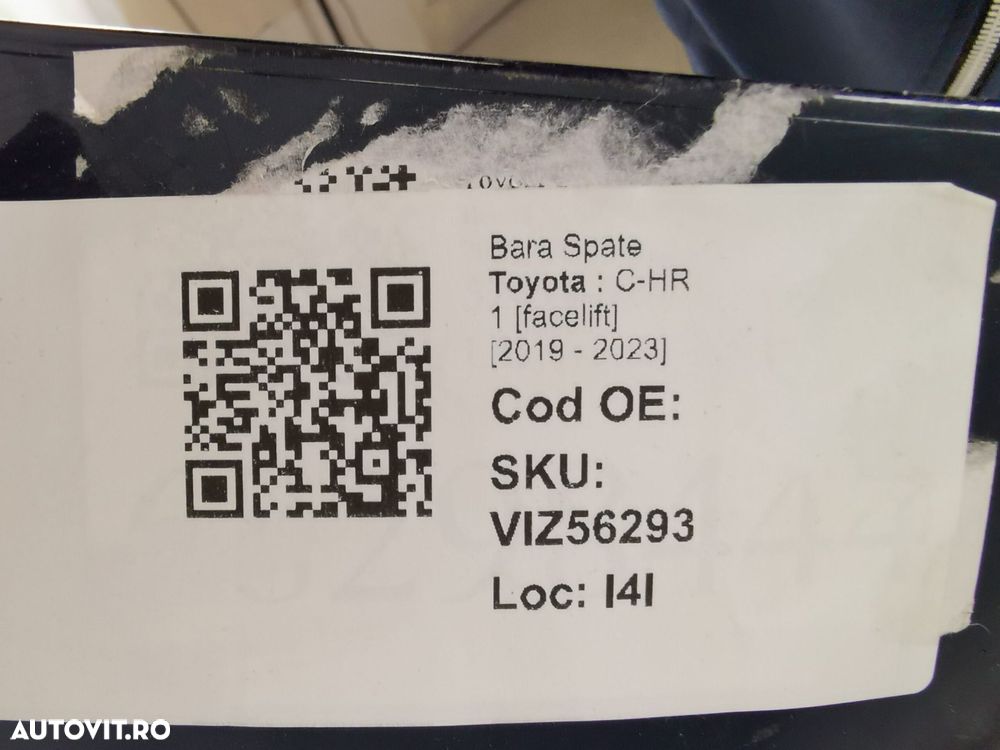 Bara Spate
Toyota : C-HR
1 [facelift]
[2019 - 2023]
Cod OE:
SKU:
VIZ56293
Loc: I4I
AUTOVIT.RO